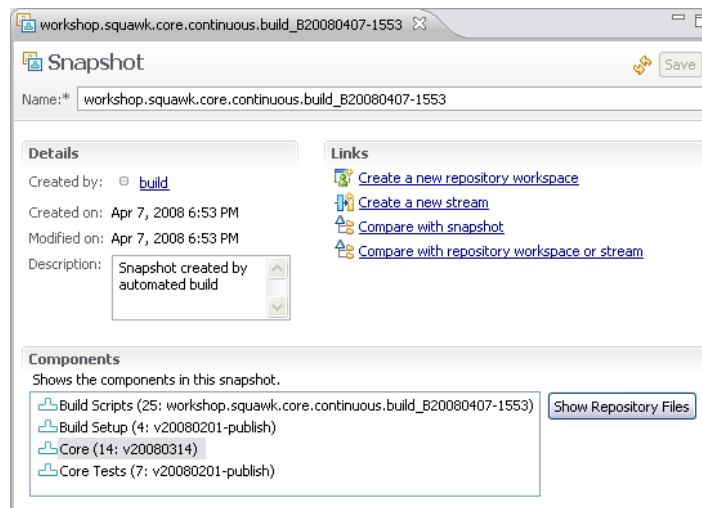 workshop.squawk.core.continuous.build_B20080407-1553
Snapshot
Save
Name:* workshop.squawk.core.continuous.build_B20080407-1553
Details
Created by: build
Created on: Apr 7, 2008 6:53 PM
Modified on: Apr 7, 2008 6:53 PM
Description: Snapshot created by
automated build
Links
Create a new repository workspace
Create a new stream
Compare with snapshot
Compare with repository workspace or stream
Components
Shows the components in this snapshot.
Build Scripts (25: workshop.squawk.core.continuous.build_B20080407-1553)
Build Setup (4: v20080201-publish)
Core (14: v20080314)
Core Tests (7: v20080201-publish)
Show Repository Files